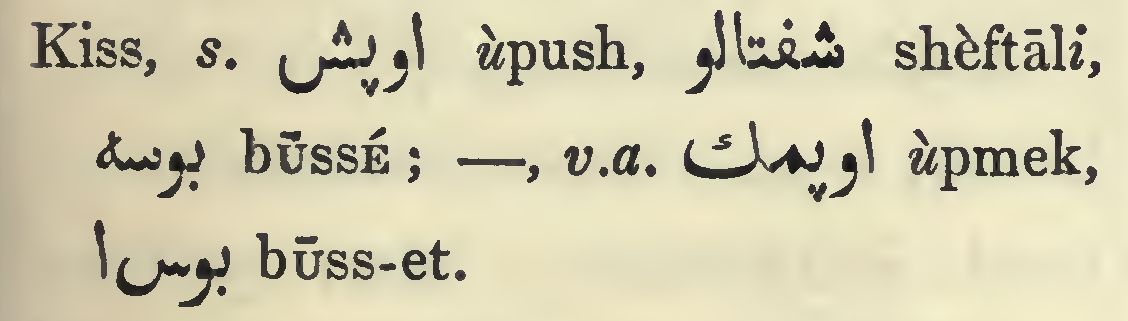 Kiss, s. اوپش ùpush, شفتالو shèftāli,
بوسه būssÉ ; —, v.a. اوپمك ùpmek,
بوس ا būss-et.